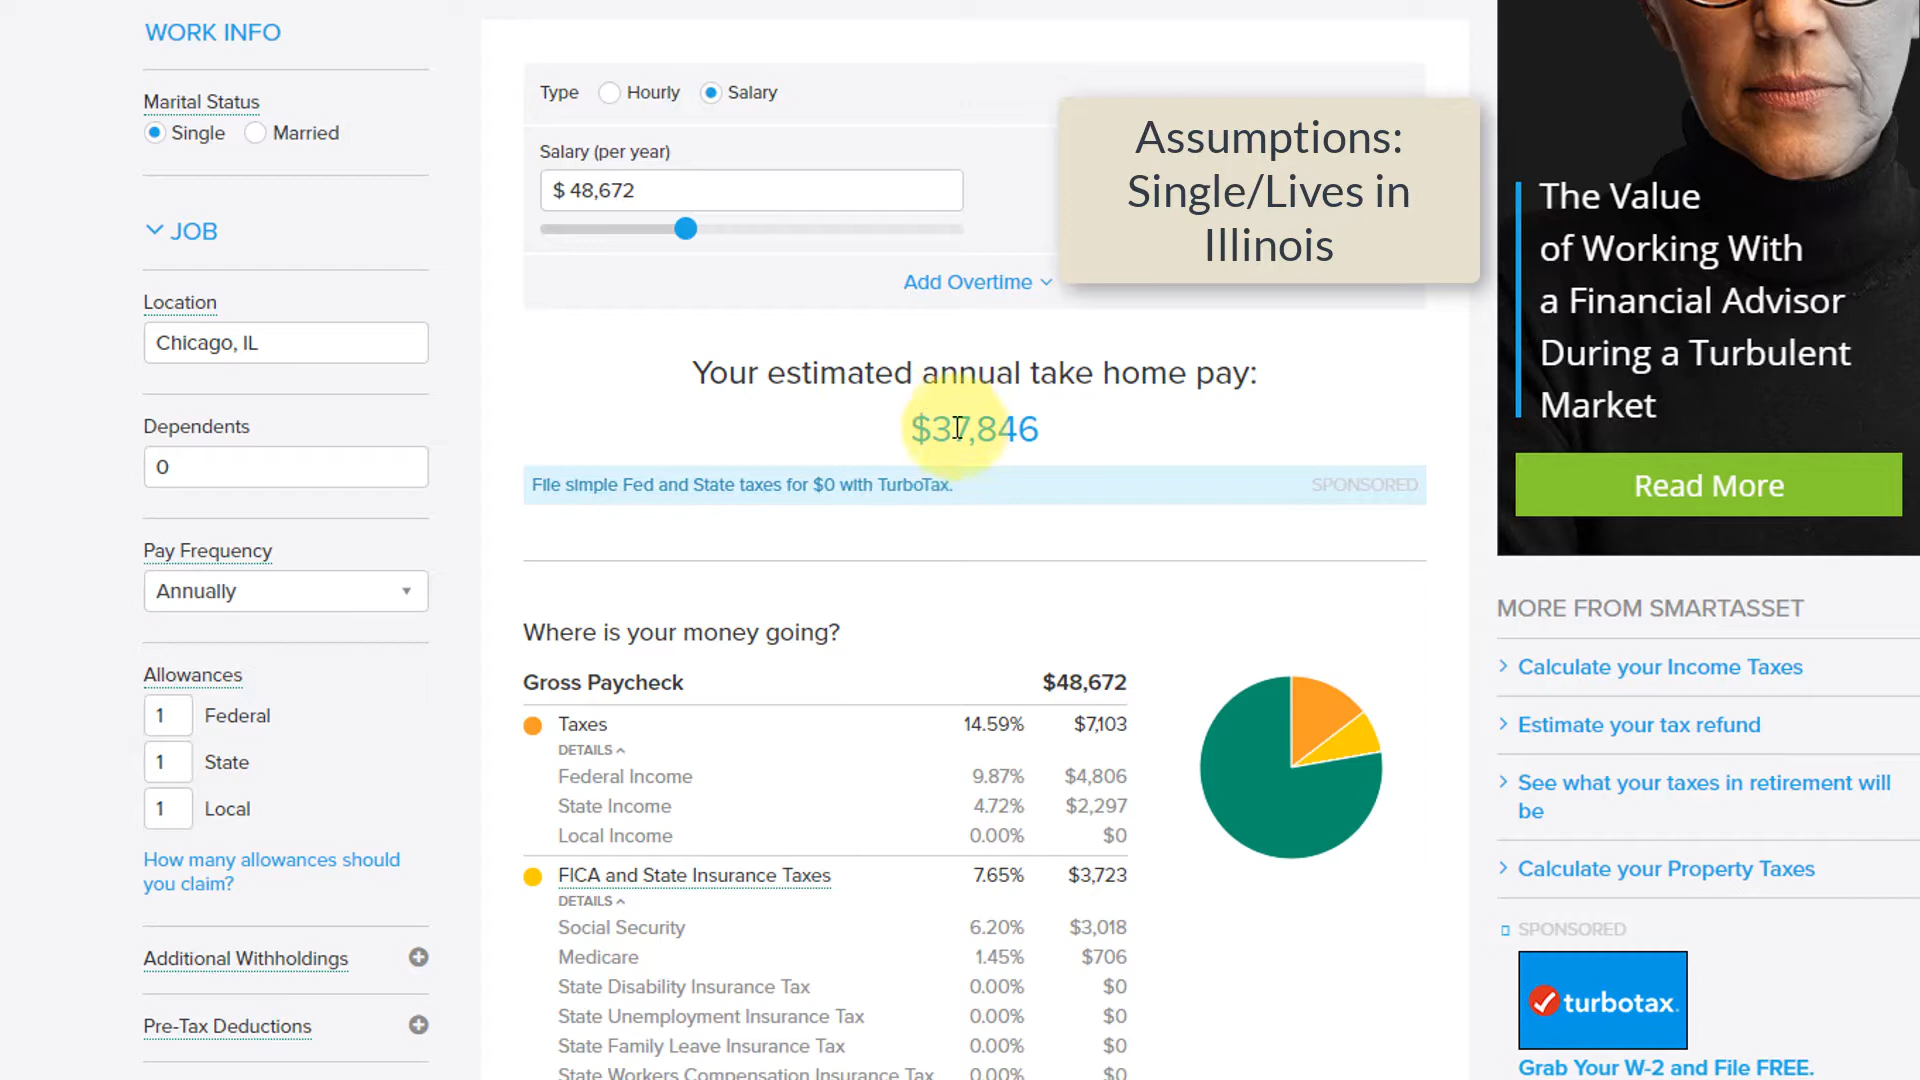 WORK INFO
Marital Status
Single Married
JOB
Location
Chicago, IL
Dependents
0
Pay Frequency
Annually
Allowances
1 Federal
1 State
1 Local
How many allowances should
you claim?
Additional Withholdings
Pre-Tax Deductions
Type Hourly Salary
Salary (per year)
$ 48,672
Add Overtime
Assumptions:
Single/Lives in
Illinois
Your estimated annual take home pay:
$37,846
File simple Fed and State taxes for $0 with TurboTax. SPONSORED
Where is your money going?
Gross Paycheck $48,672
Taxes 14.59% $7,103
DETAILS
Federal Income 9.87% $4,806
State Income 4.72% $2,297
Local Income 0.00% $0
FICA and State Insurance Taxes 7.65% $3,723
DETAILS
Social Security 6.20% $3,018
Medicare 1.45% $706
State Disability Insurance Tax 0.00% $0
State Unemployment Insurance Tax 0.00% $0
State Family Leave Insurance Tax 0.00% $0
State Workers Compensation Insurance Tax 0.00% $0
The Value
of Working With
a Financial Advisor
During a Turbulent
Market
Read More
MORE FROM SMARTASSET
Calculate your Income Taxes
Estimate your tax refund
See what your taxes in retirement will
be
Calculate your Property Taxes
SPONSORED
turbotax.
Grab Your W-2 and File FREE.